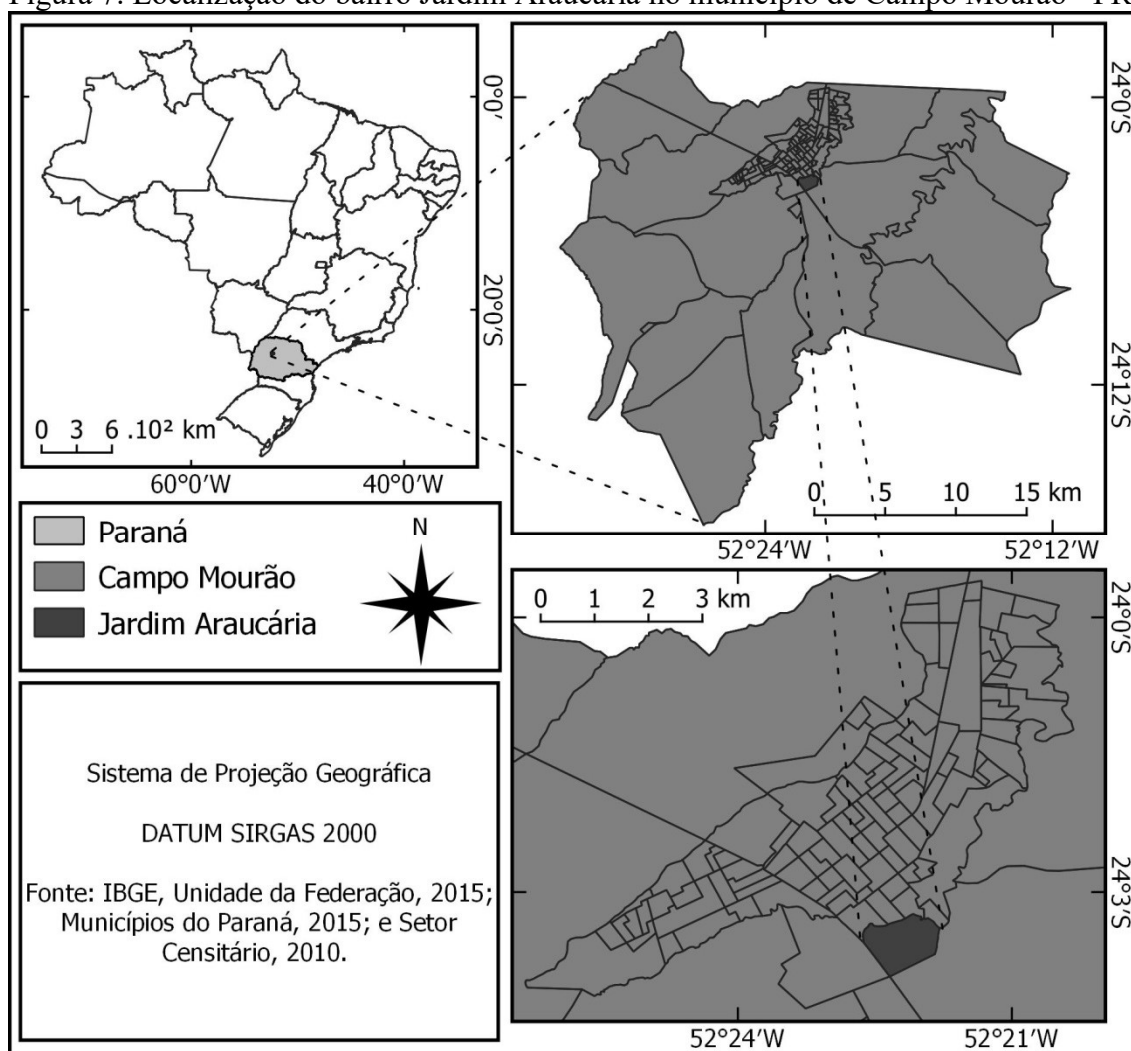 Figura 7: Localização do bairro Jardim Araucária no município de Campo Mourão - PR
0°0′
20°0′S
0 3 6 .10² km
60°0′W 40°0′W
24°0′S
24°12′S
0 5 10 15 km
52°24′W 52°12′W
Paraná
Campo Mourão
Jardim Araucária
N
Sistema de Projeção Geográfica
DATUM SIRGAS 2000
Fonte: IBGE, Unidade da Federação, 2015;
Municípios do Paraná, 2015; e Setor
Censitário, 2010.
0 1 2 3 km
24°0′S
24°3′S
52°24′W 52°21′W